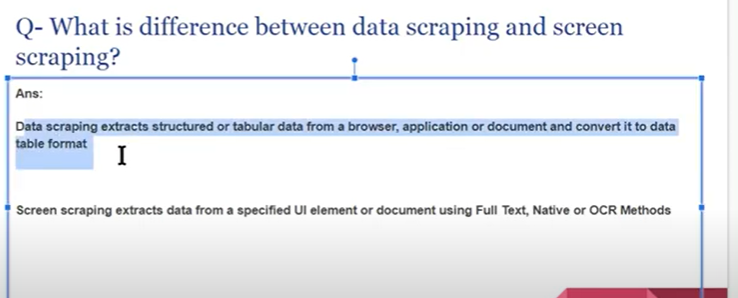 Q- What is difference between data scraping and screen
scraping?
Ans:
Data scraping extracts structured or tabular data from a browser, application or document and convert it to data
table format
Screen scraping extracts data from a specified UI element or document using Full Text, Native or OCR Methods